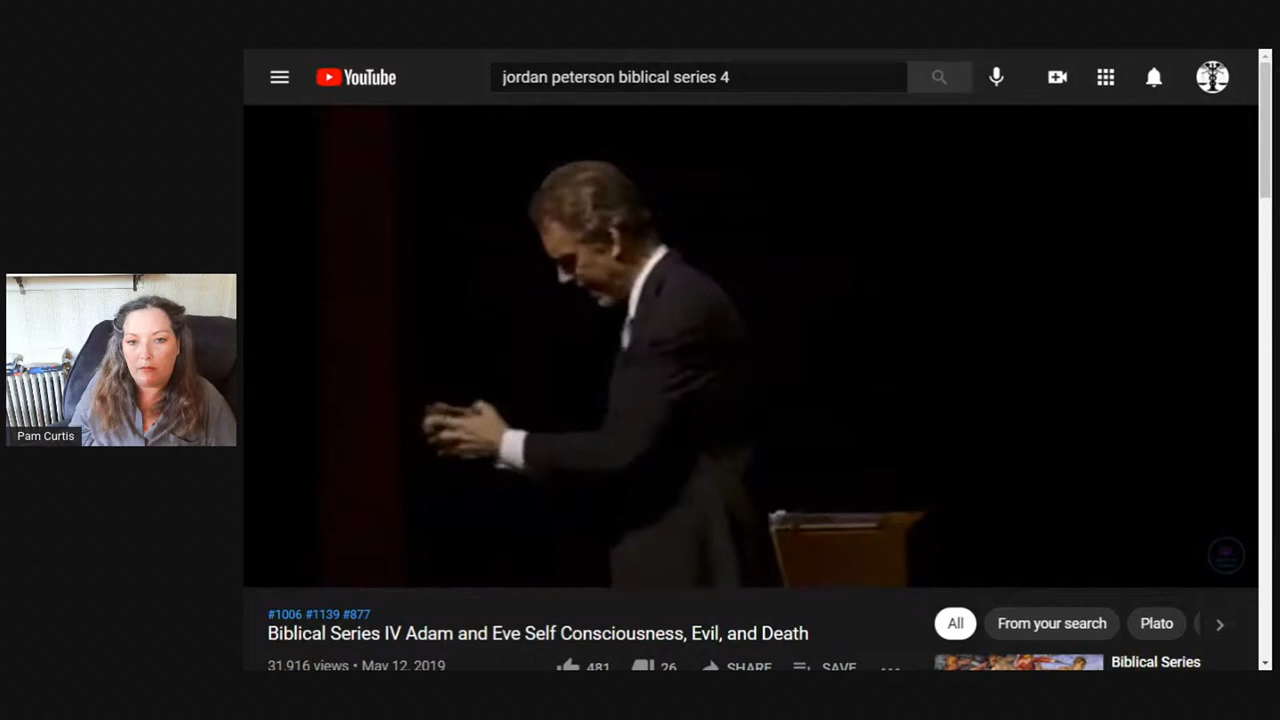 YouTube
jordan peterson biblical series 4
Pam Curtis
#1006 #1139 #877
Biblical Series IV Adam and Eve Self Consciousness, Evil, and Death
31,916 views • May 12, 2019
481
26
SHARE
SAVE
All
From your search
Plato
Biblical Series